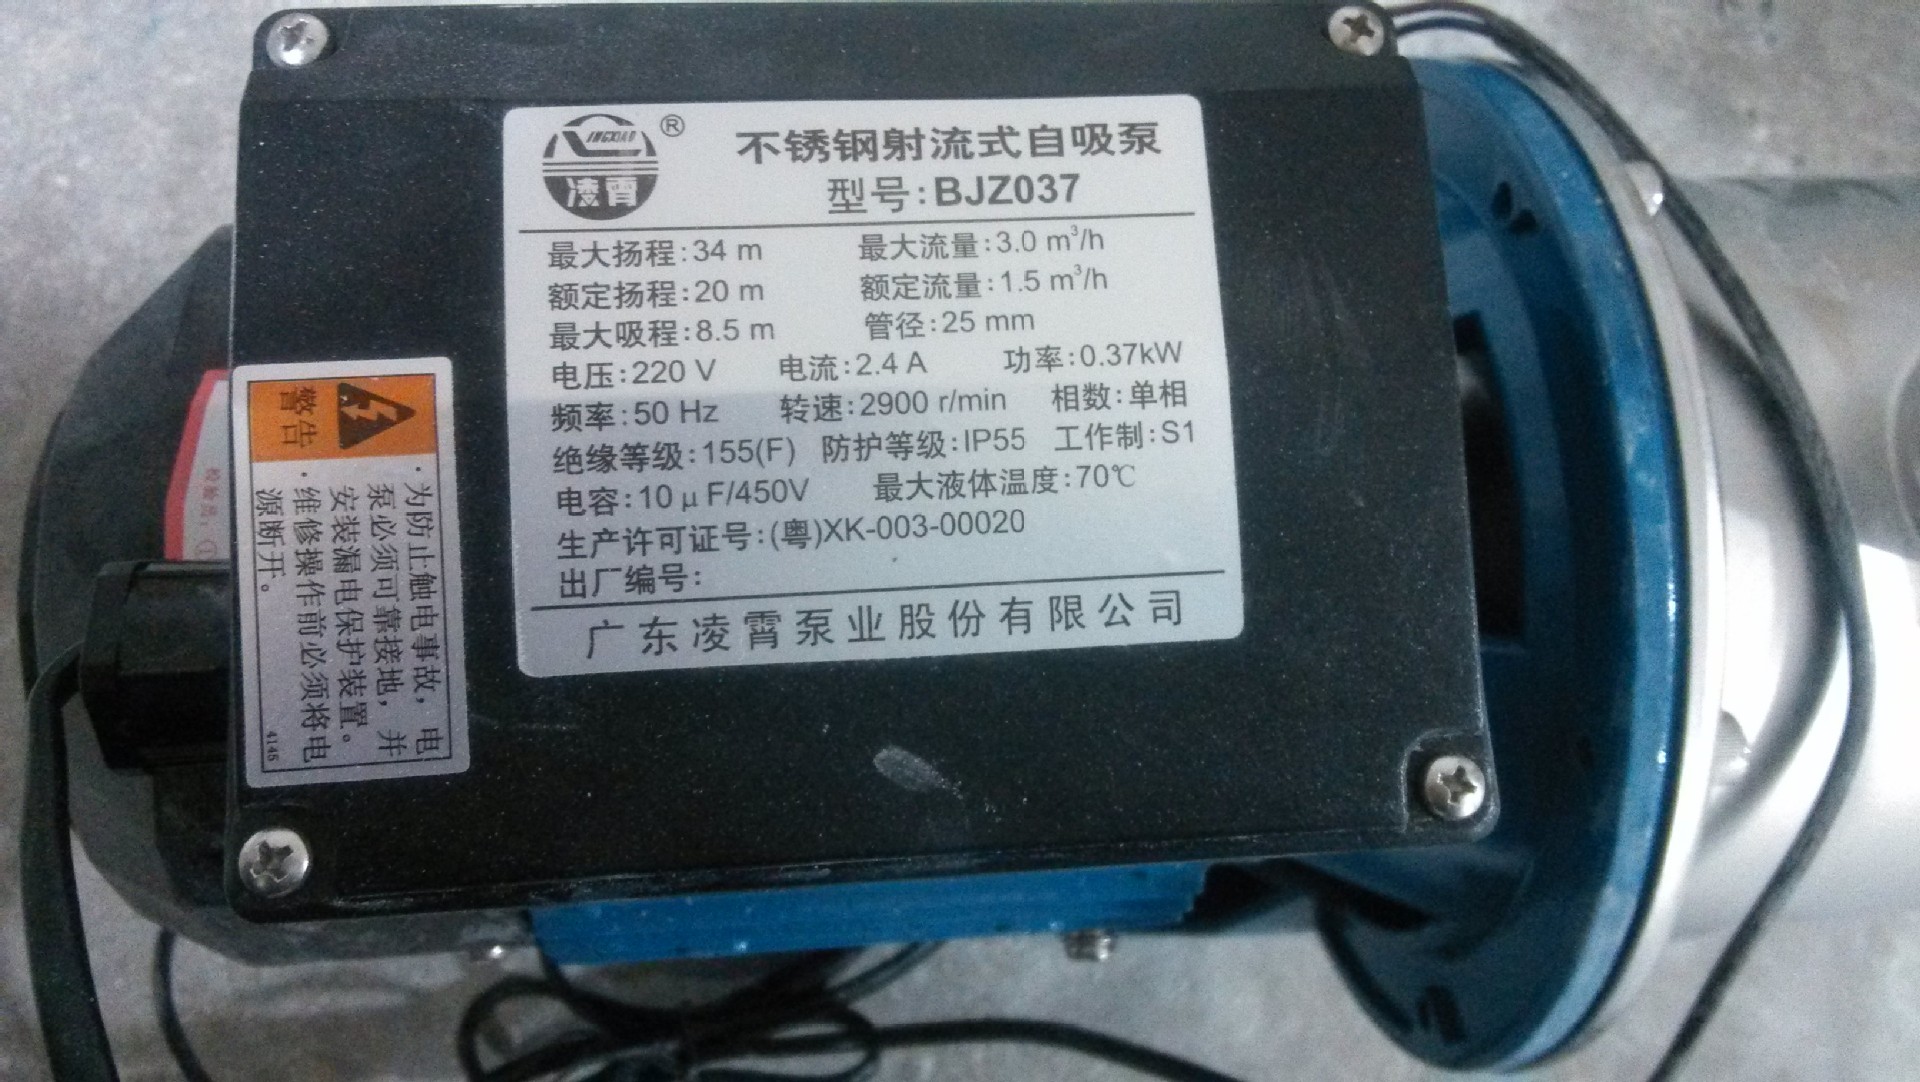 LINGXIAO ®
凌霄
不锈钢射流式自吸泵
型号:BJZ037
最大扬程:34 m 最大流量:3.0 m³/h
额定扬程:20 m 额定流量:1.5 m³/h
最大吸程:8.5 m 管径:25 mm
电压:220 V 电流:2.4 A 功率:0.37kW
频率:50 Hz 转速:2900 r/min 相数:单相
绝缘等级:155(F) 防护等级:IP55 工作制:S1
电容:10μF/450V 最大液体温度:70℃
生产许可证号:(粤)XK-003-00020
出厂编号:
广东凌霄泵业股份有限公司
警告
·为防止触电事故,电
泵必须可靠接地,并
安装漏电保护装置。
·维修操作前必须将电
源断开。
4146
检验员: